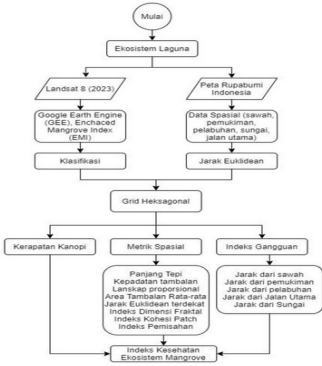 Mulai
Ekosistem Laguna
Landsat 8 (2023)
Peta Rupabumi
Indonesia
Google Earth Engine
(GEE), Enchaced
Mangrove Index
(EMI)
Data Spasial (sawah,
pemukiman,
pelabuhan, sungai,
jalan utama)
Klasifikasi
Jarak Euklidean
Grid Heksagonal
Kerapatan Kanopi
Metrik Spasial
Indeks Gangguan
Panjang Tepi
Kepadatan tambalan
Lanskap proporsional
Area Tambalan Rata-rata
Jarak Euklidean terdekat
Indeks Dimensi Fraktal
Indeks Kohesi Patch
Indeks Pemisahan
Jarak dari sawah
Jarak dari pemukiman
Jarak dari pelabuhan
Jarak dari Jalan Utama
Jarak dari Sungai
Indeks Kesehatan
Ekosistem Mangrove